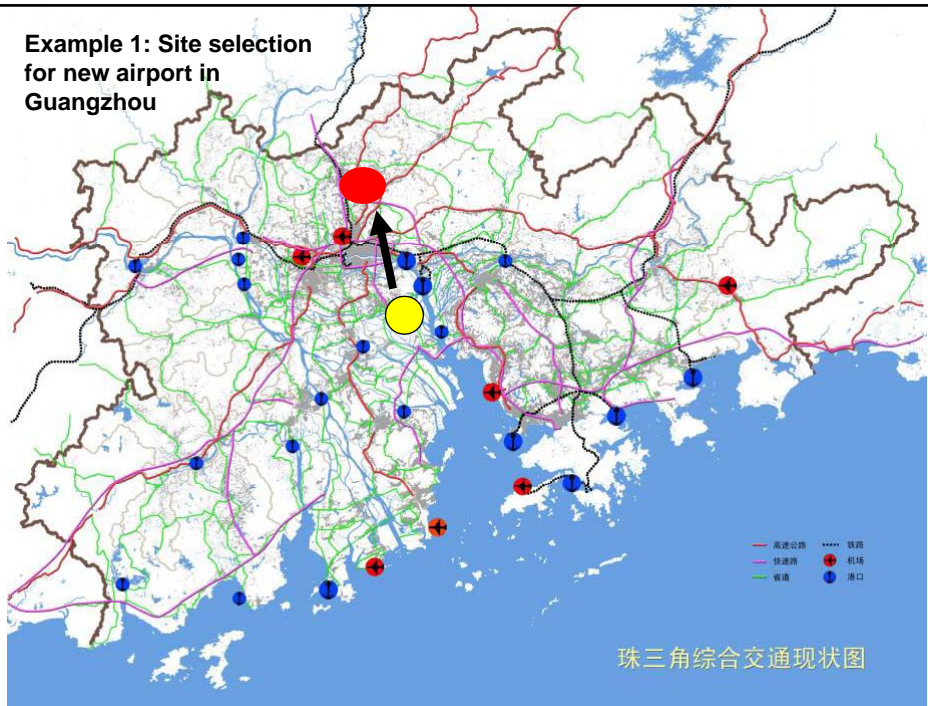 Example 1: Site selection
for new airport in
Guangzhou
高速公路
铁路
快速路
机场
省道
港口
珠三角综合交通现状图